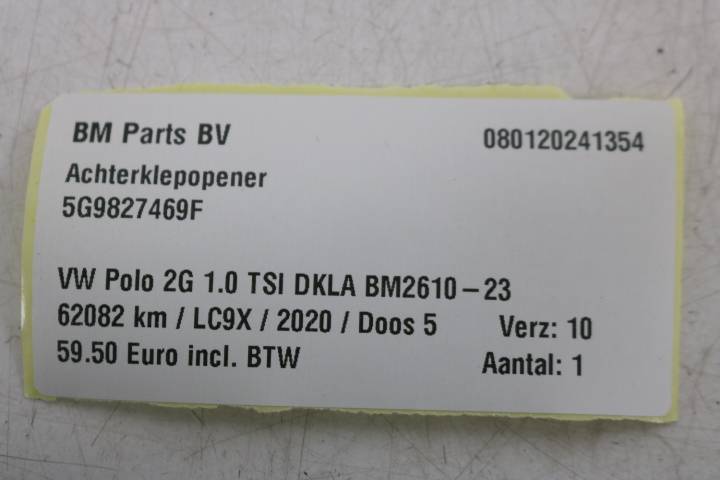 BM Parts BV 080120241354
Achterklepopener
5G9827469F
VW Polo 2G 1.0 TSI DKLA BM2610-23
62082 km / LC9X / 2020 / Doos 5 Verz: 10
59.50 Euro incl. BTW Aantal: 1